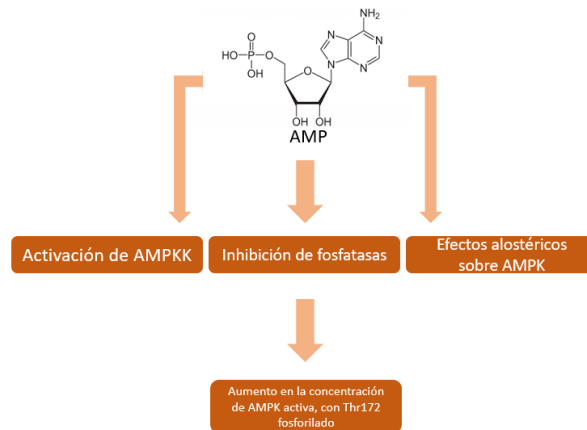 NH₂
N
N
N
N
O
HO-P-O
OH
O
OH OH
AMP
Activación de AMPKK
Inhibición de fosfatasas
Efectos alostéricos
sobre AMPK
Aumento en la concentración
de AMPK activa, con Thr172
fosforilado